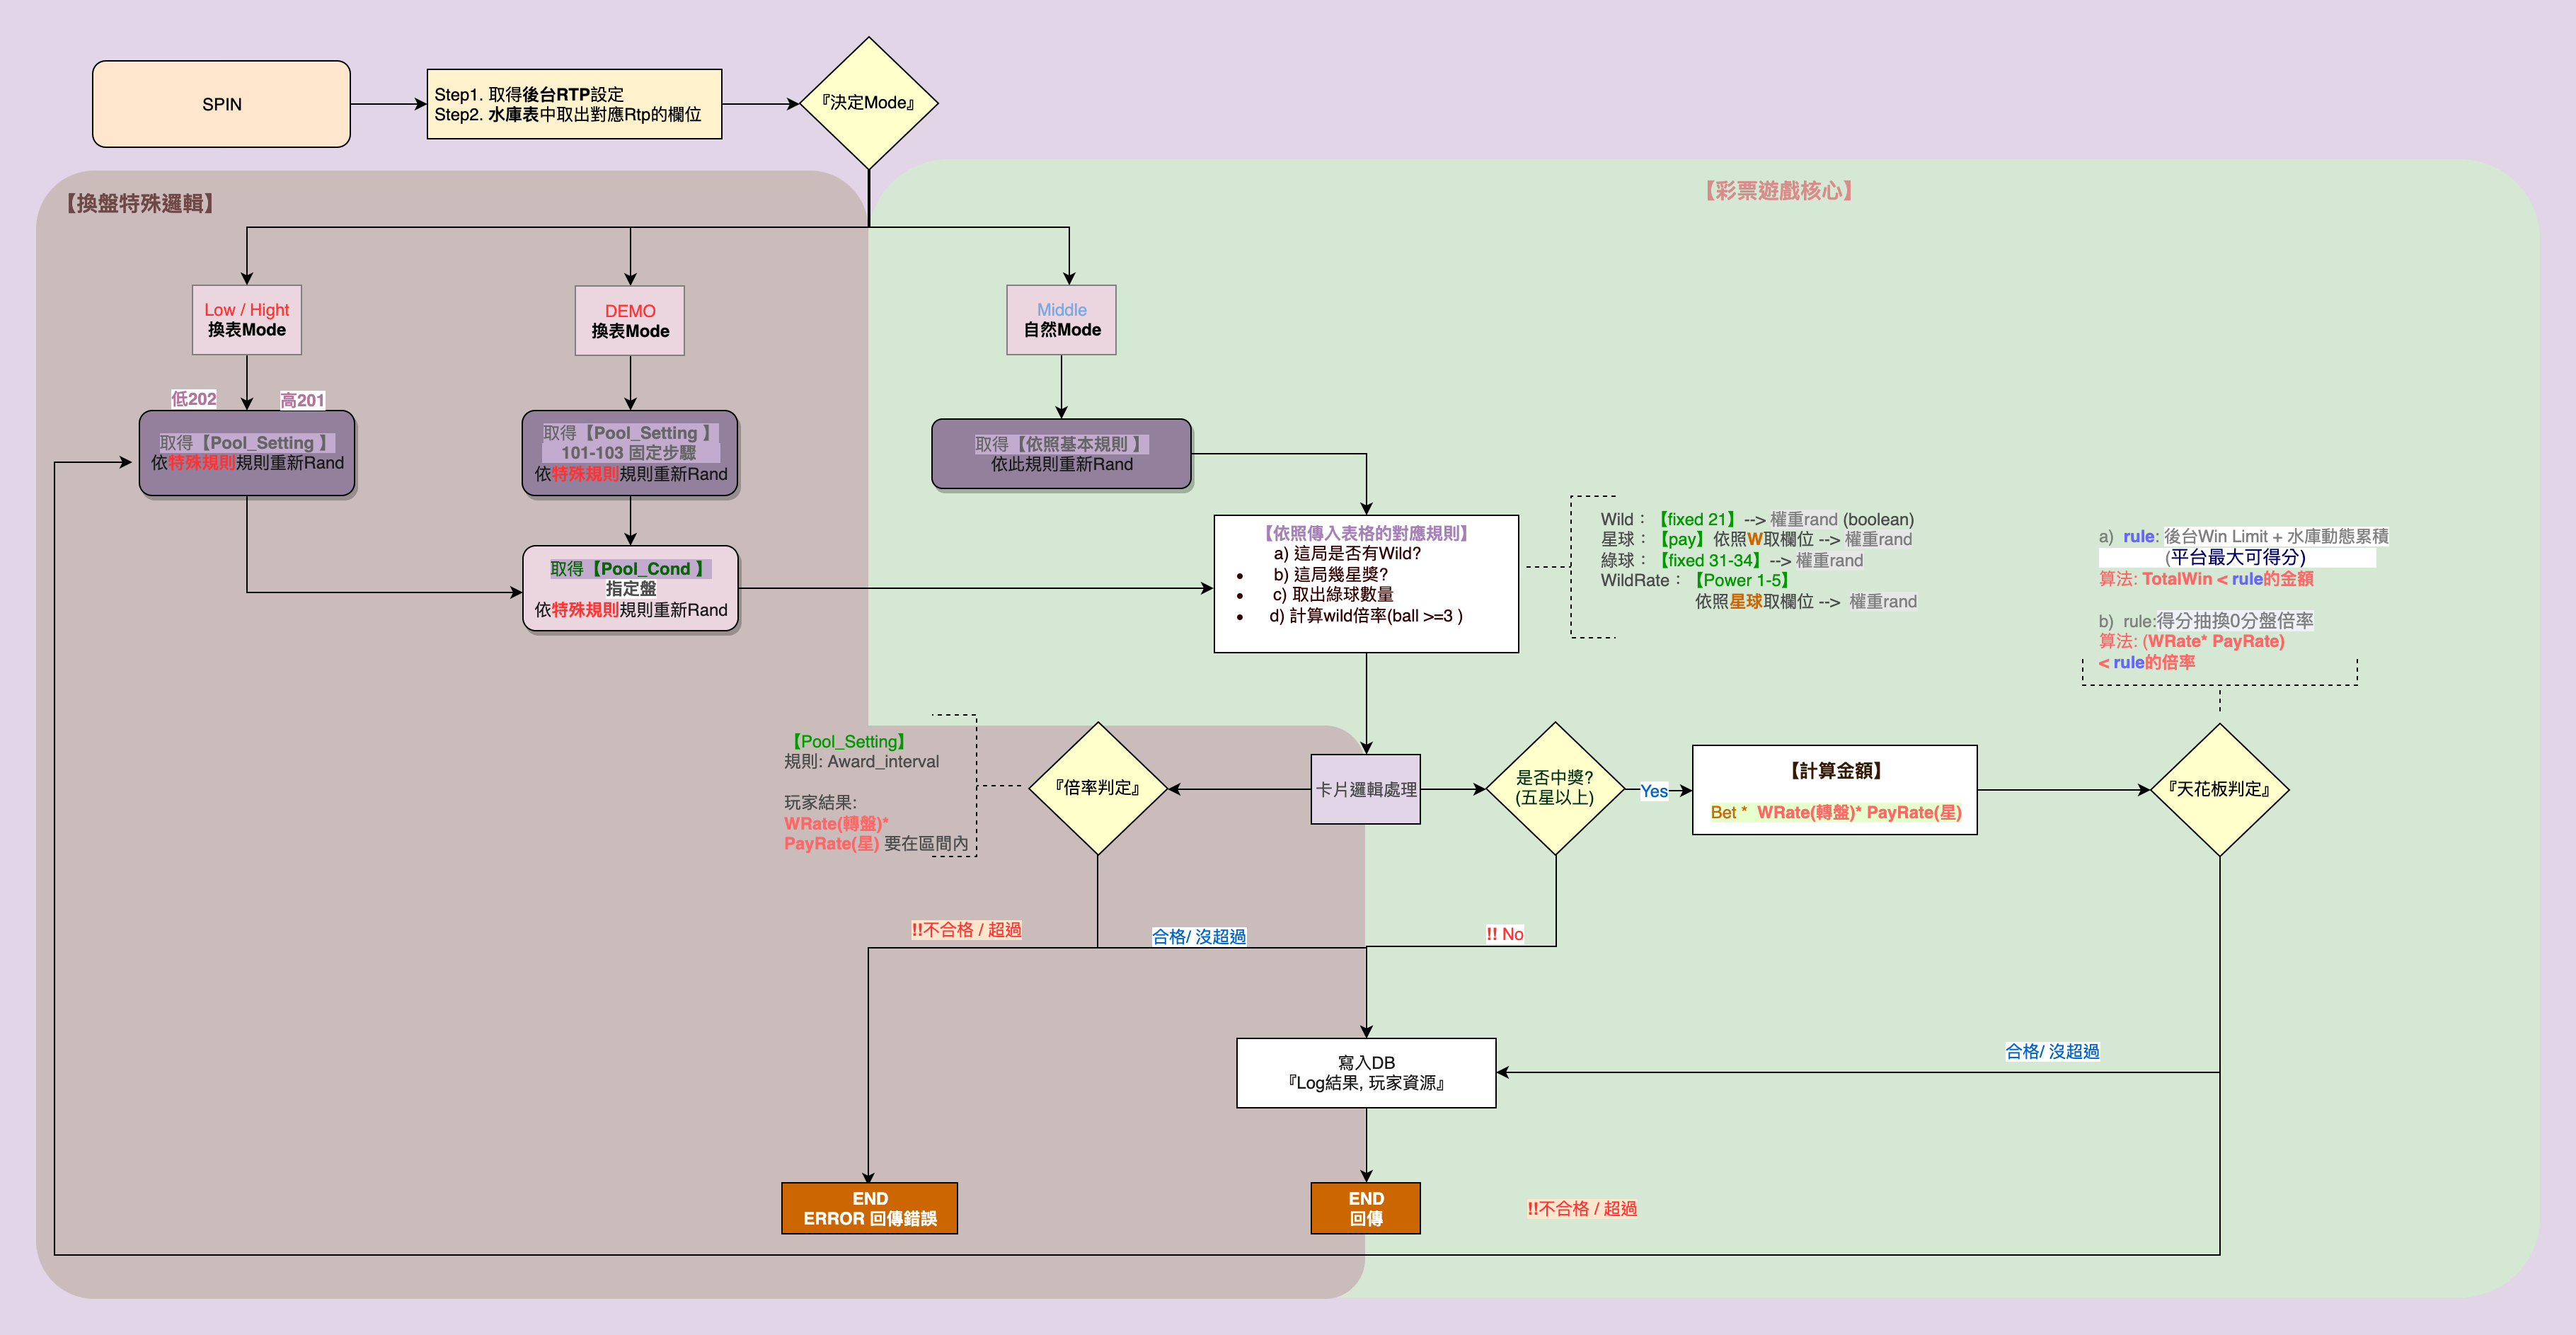 SPIN
Step1. 取得後台RTP設定
Step2. 水庫表中取出對應Rtp的欄位
『決定Mode』
【換盤特殊邏輯】
【彩票遊戲核心】
Low / Hight
換表Mode
DEMO
換表Mode
Middle
自然Mode
低202
高201
取得【Pool_Setting 】
依特殊規則規則重新Rand
取得【Pool_Setting 】
101-103 固定步驟
依特殊規則規則重新Rand
取得【依照基本規則 】
依此規則重新Rand
取得【Pool_Cond 】
指定盤
依特殊規則規則重新Rand
【依照傳入表格的對應規則】
a) 這局是否有Wild?
• b) 這局幾星獎?
• c) 取出綠球數量
• d) 計算wild倍率(ball >=3 )
Wild：【fixed 21】--> 權重rand (boolean)
星球：【pay】依照W取欄位 --> 權重rand
綠球：【fixed 31-34】--> 權重rand
WildRate：【Power 1-5】
依照星球取欄位 --> 權重rand
a) rule: 後台Win Limit + 水庫動態累積
(平台最大可得分)
算法: TotalWin < rule的金額
b) rule:得分抽換0分盤倍率
算法: (WRate* PayRate)
< rule的倍率
【Pool_Setting】
規則: Award_interval
玩家結果:
WRate(轉盤)*
PayRate(星) 要在區間內
『倍率判定』
卡片邏輯處理
是否中獎?
(五星以上)
Yes
【計算金額】
Bet * WRate(轉盤)* PayRate(星)
『天花板判定』
!!不合格 / 超過
合格/ 沒超過
!! No
寫入DB
『Log結果, 玩家資源』
合格/ 沒超過
END
ERROR 回傳錯誤
END
回傳
!!不合格 / 超過